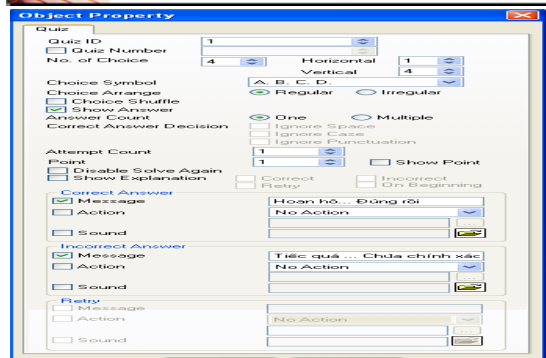 Object Property
Quiz
Quiz ID 1
Quiz Number
No. of Choice 4 Horizontal 1
Vertical 4
Choice Symbol A. B. C. D.
Choice Arrange Regular Irregular
Choice Shuffle
Show Answer
Answer Count One Multiple
Correct Answer Decision Ignore Space
Ignore Case
Ignore Punctuation
Attempt Count 1
Point 1 Show Point
Disable Solve Again
Show Explanation Correct Incorrect
Retry On Beginning
Correct Answer
Message Hoan hô... Đúng rồi
Action No Action
...
Sound
Incorrect Answer
Message Tiếc quá ... Chưa chính xác
Action No Action
...
Sound
Retry
Message
Action No Action
...
Sound